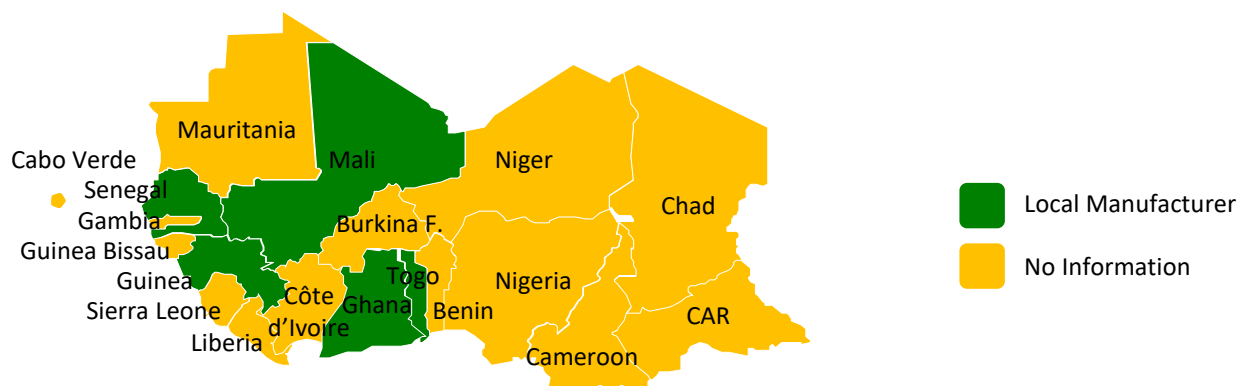 Mauritania
Cabo Verde
Mali
Niger
Senegal
Chad
Local Manufacturer
Gambia
Burkina F.
Guinea Bissau
No Information
Guinea
Togo
Nigeria
Sierra Leone
Côte
d’Ivoire
Ghana
Benin
CAR
Liberia
Cameroon